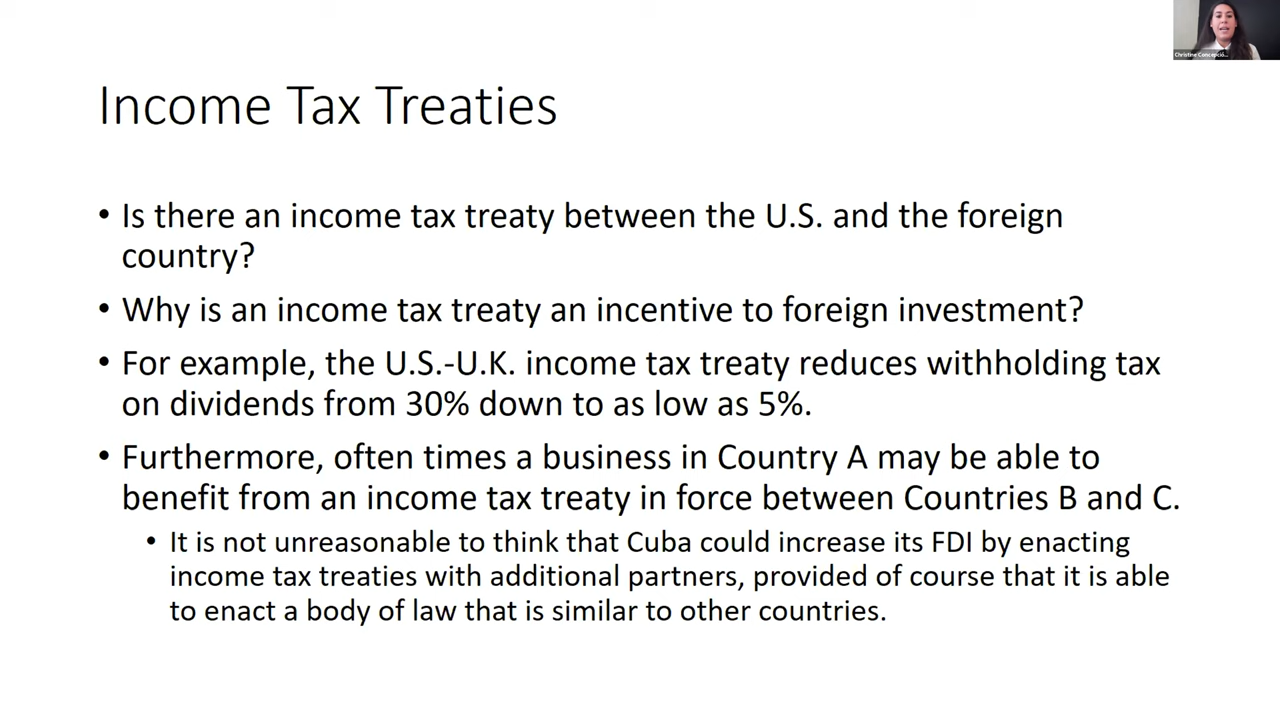 Christine Concepció...
Income Tax Treaties
• Is there an income tax treaty between the U.S. and the foreign
country?
• Why is an income tax treaty an incentive to foreign investment?
• For example, the U.S.-U.K. income tax treaty reduces withholding tax
on dividends from 30% down to as low as 5%.
• Furthermore, often times a business in Country A may be able to
benefit from an income tax treaty in force between Countries B and C.
• It is not unreasonable to think that Cuba could increase its FDI by enacting
income tax treaties with additional partners, provided of course that it is able
to enact a body of law that is similar to other countries.